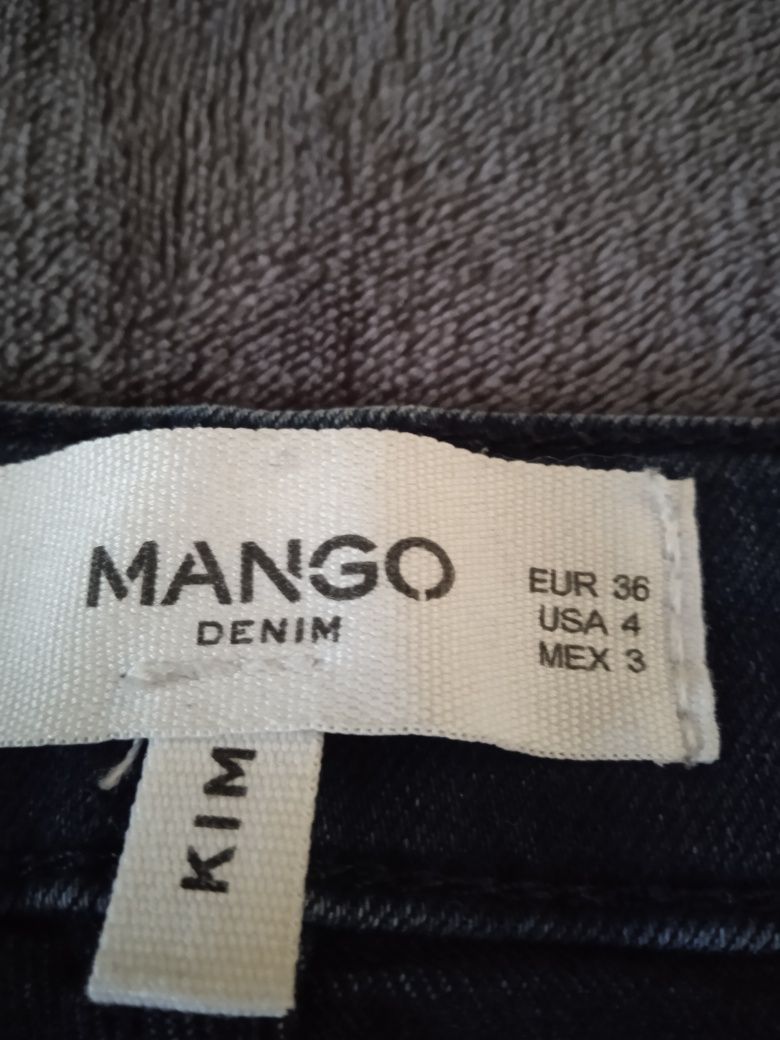 MANGO
DENIM
EUR 36
USA 4
MEX 3
KIM